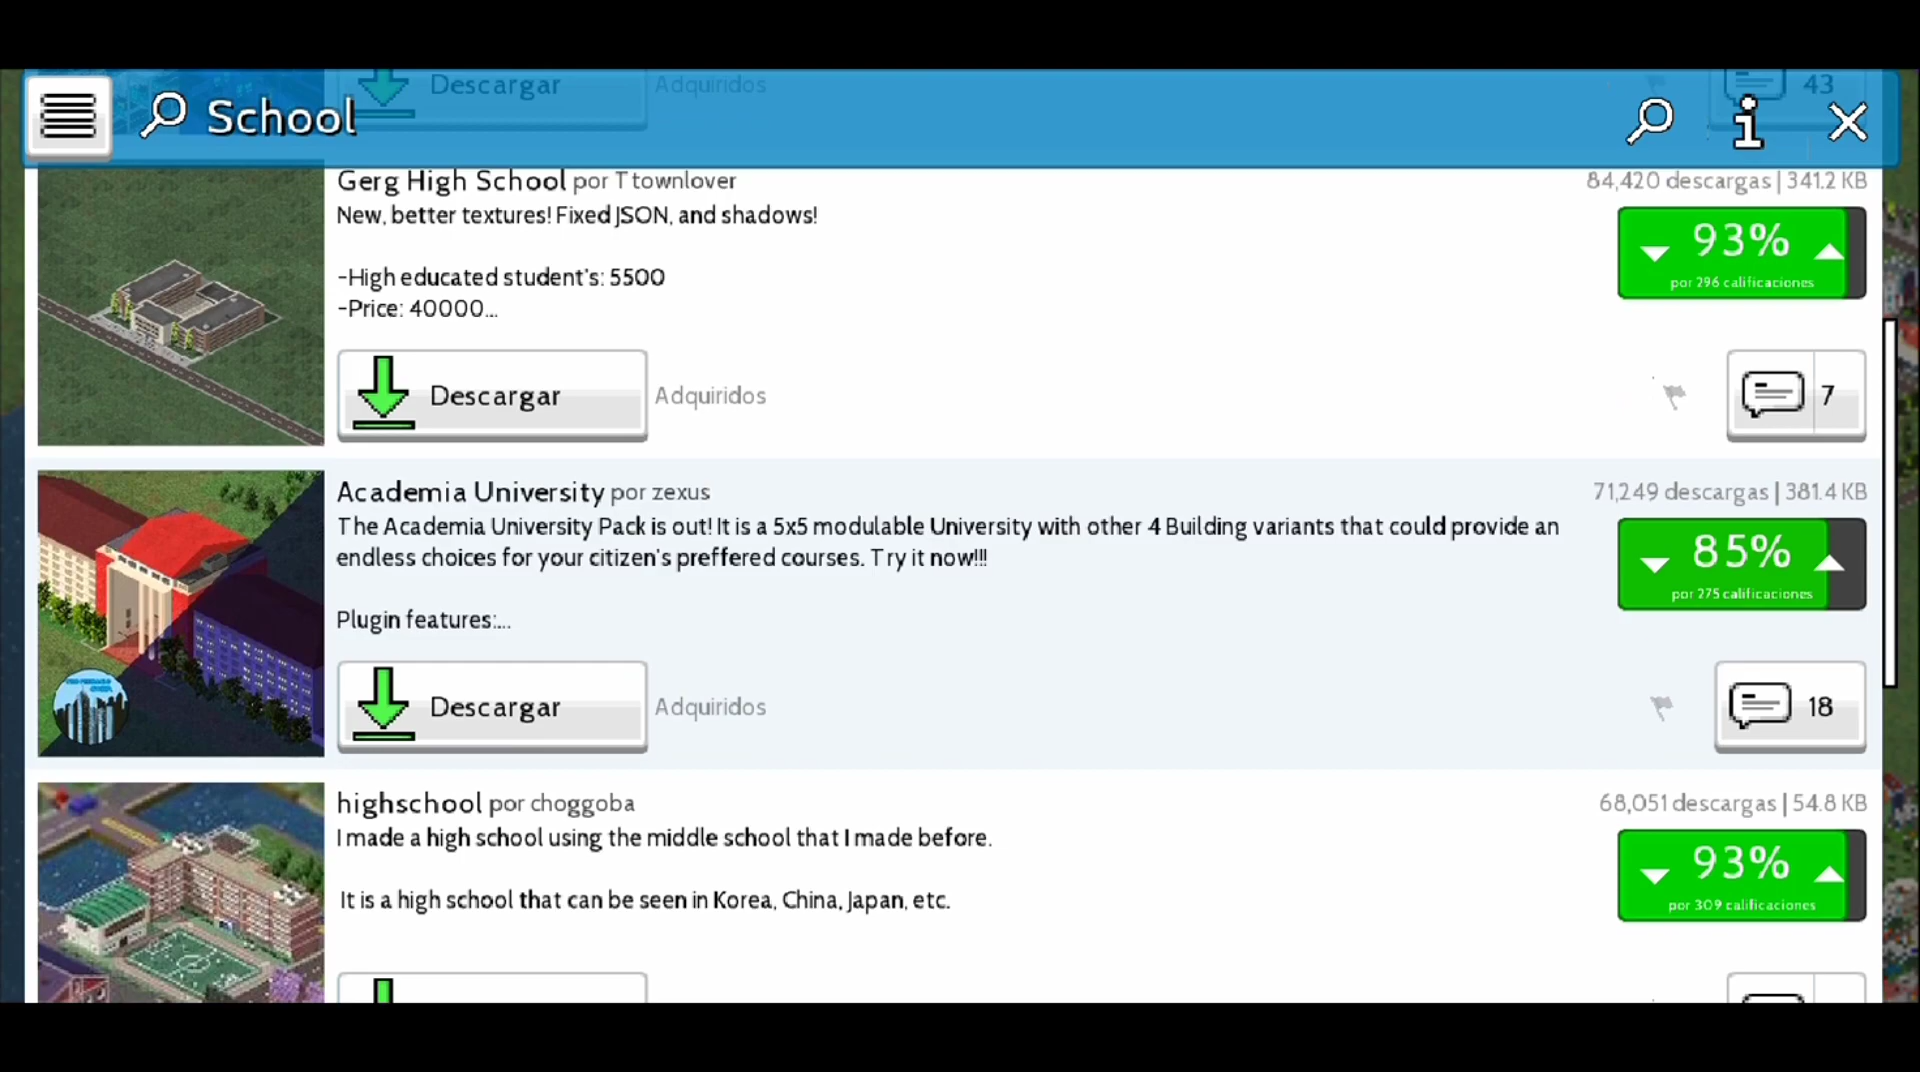 Descargar Adquiridos 43
School
Gerg High School por Ttownlover 84,420 descargas | 341.2 KB
New, better textures! Fixed JSON, and shadows!
93%
por 296 calificaciones
-High educated student's: 5500
-Price: 40000...
Descargar Adquiridos 7
Academia University por zexus 71,249 descargas | 381.4 KB
The Academia University Pack is out! It is a 5x5 modulable University with other 4 Building variants that could provide an
endless choices for your citizen's preffered courses. Try it now!!!
85%
por 275 calificaciones
Plugin features:...
Descargar Adquiridos 18
highschool por choggoba 68,051 descargas | 54.8 KB
I made a high school using the middle school that I made before.
93%
por 309 calificaciones
It is a high school that can be seen in Korea, China, Japan, etc.